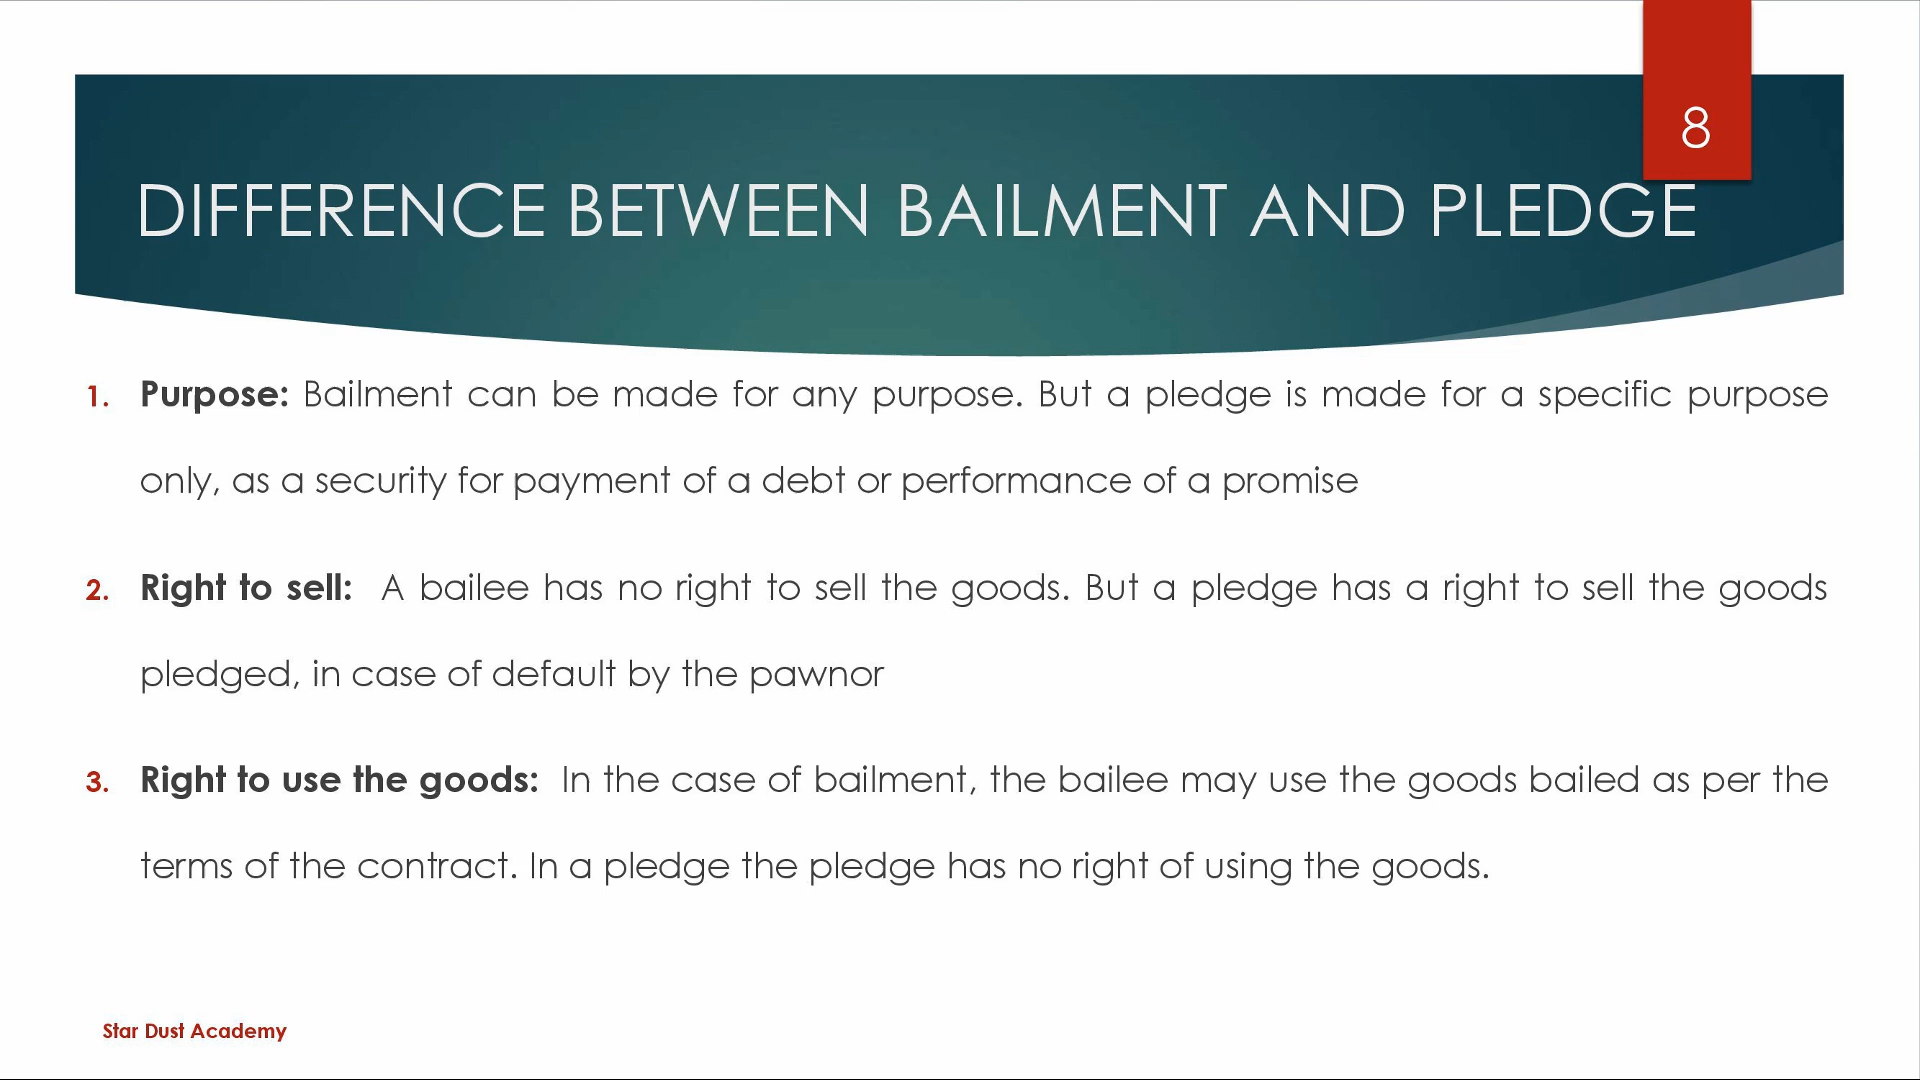 8
DIFFERENCE BETWEEN BAILMENT AND PLEDGE
1. Purpose: Bailment can be made for any purpose. But a pledge is made for a specific purpose
only, as a security for payment of a debt or performance of a promise
2. Right to sell: A bailee has no right to sell the goods. But a pledge has a right to sell the goods
pledged, in case of default by the pawnor
3. Right to use the goods: In the case of bailment, the bailee may use the goods bailed as per the
terms of the contract. In a pledge the pledge has no right of using the goods.
Star Dust Academy